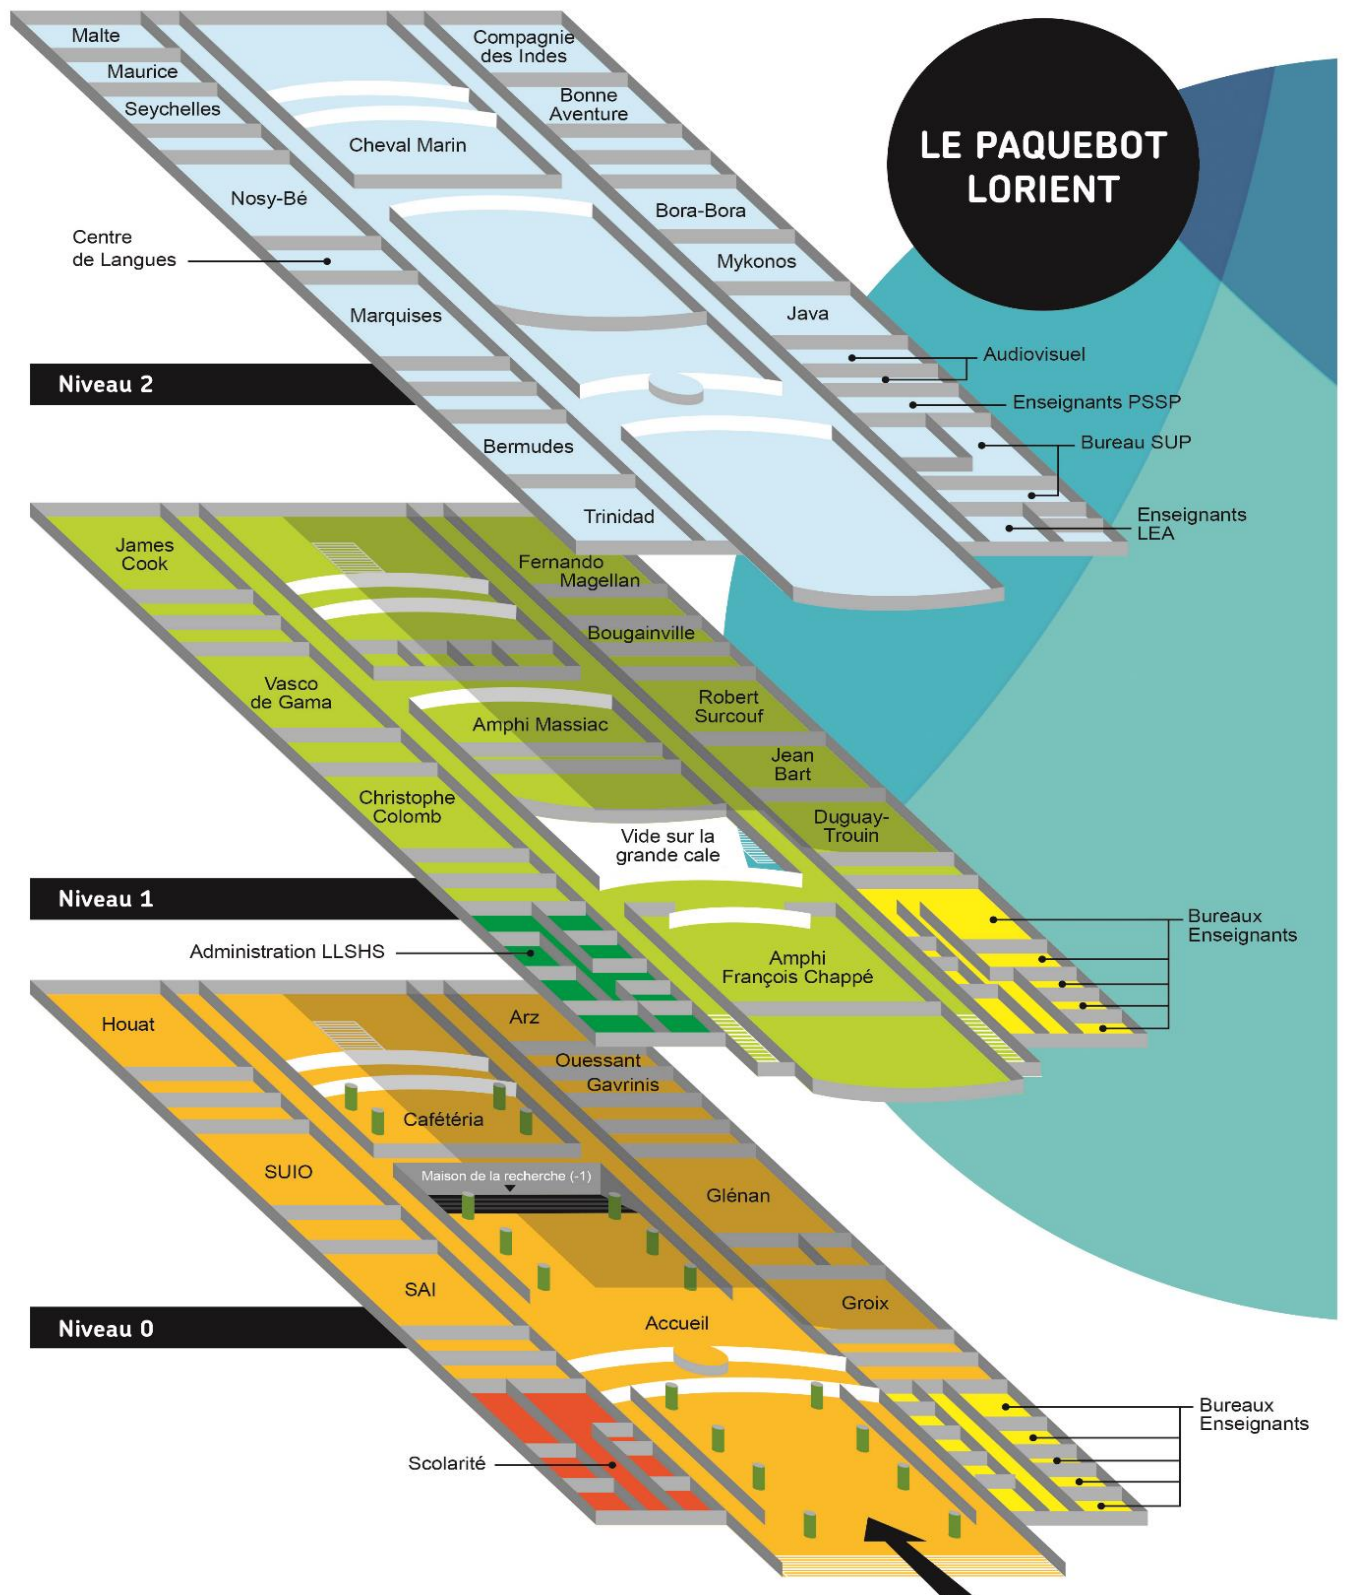 LE PAQUEBOT
LORIENT
Malte
Maurice
Seychelles
Nosy-Bé
Centre
de Langues
Marquises
Bermudes
Trinidad
Cheval Marin
Compagnie
des Indes
Bonne
Aventure
Bora-Bora
Mykonos
Java
Audiovisuel
Enseignants PSSP
Bureau SUP
Enseignants
LEA
Niveau 2
James
Cook
Vasco
de Gama
Christophe
Colomb
Administration LLSHS
Amphi Massiac
Vide sur la
grande cale
Amphi
François Chappé
Fernando
Magellan
Bougainville
Robert
Surcouf
Jean
Bart
Duguay-
Trouin
Bureaux
Enseignants
Niveau 1
Houat
SUIO
SAI
Scolarité
Cafétéria
Maison de la recherche (-1)
Accueil
Arz
Ouessant
Gavrinis
Glénan
Groix
Bureaux
Enseignants
Niveau 0